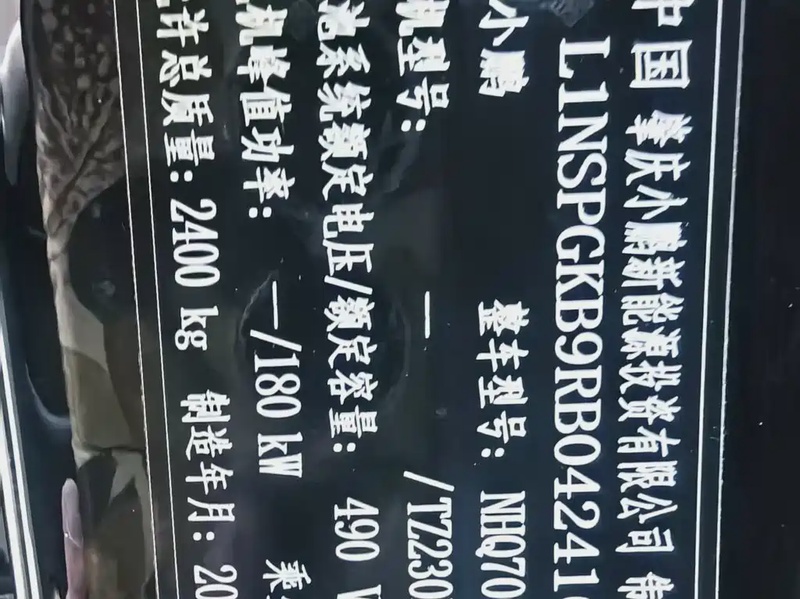 中国 肇庆小鹏新能源投资有限公司 制
L1NSPGKB9RB04241
小鹏 整车型号: NHQ70
机型号: — /TZ230
池系统额定电压/额定容量: 490 V
机峰值功率: —/180 kW 乘
许总质量: 2400 kg 制造年月: 20